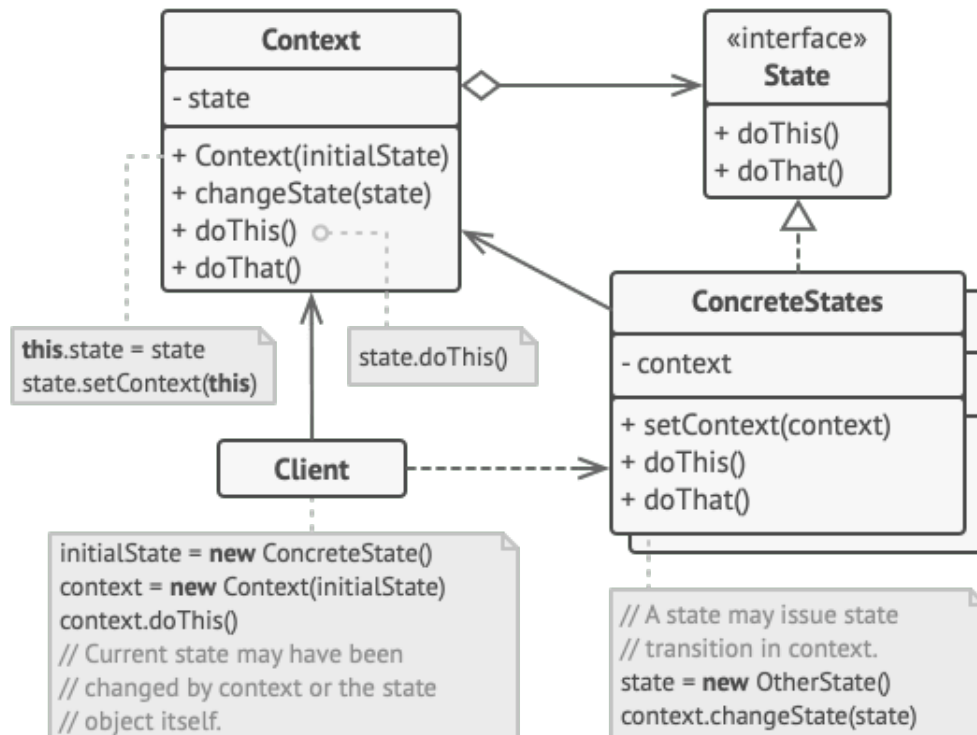 Context
- state
+ Context(initialState)
+ changeState(state)
+ doThis()
+ doThat()
«interface»
State
+ doThis()
+ doThat()
this.state = state
state.setContext(this)
state.doThis()
ConcreteStates
- context
+ setContext(context)
+ doThis()
+ doThat()
Client
initialState = new ConcreteState()
context = new Context(initialState)
context.doThis()
// Current state may have been
// changed by context or the state
// object itself.
// A state may issue state
// transition in context.
state = new OtherState()
context.changeState(state)